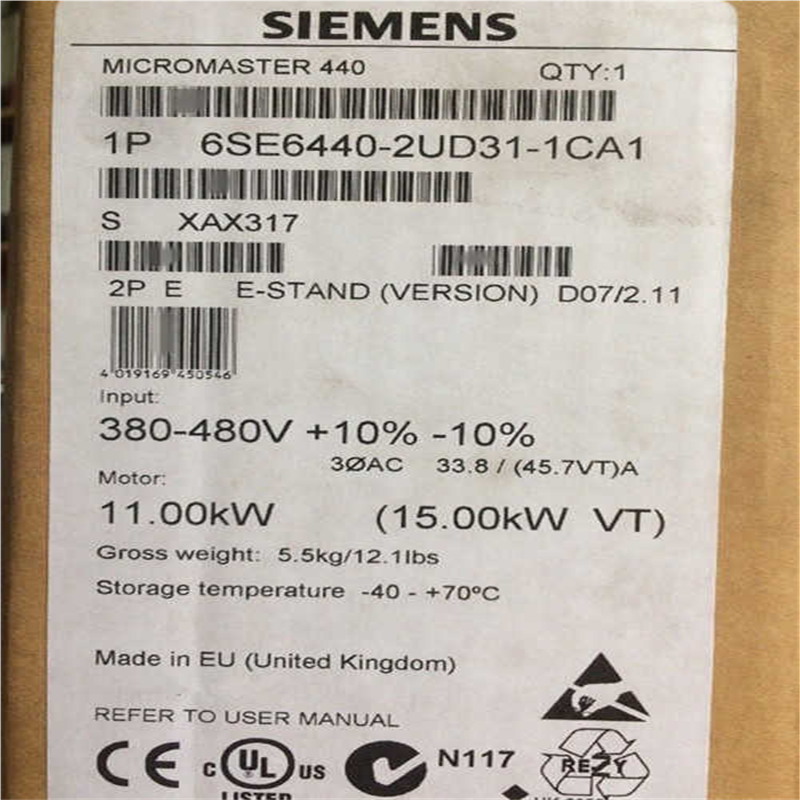 SIEMENS
MICROMASTER 440 QTY:1
1P 6SE6440-2UD31-1CA1
S XAX317
2P E E-STAND (VERSION) D07/2.11
4 019169 450546
Input:
380-480V +10% -10%
3ØAC 33.8 / (45.7VT)A
Motor:
11.00kW (15.00kW VT)
Gross weight: 5.5kg/12.1lbs
Storage temperature -40 - +70ºC
Made in EU (United Kingdom)
REFER TO USER MANUAL
CE C UL US N117 REZY
LISTED